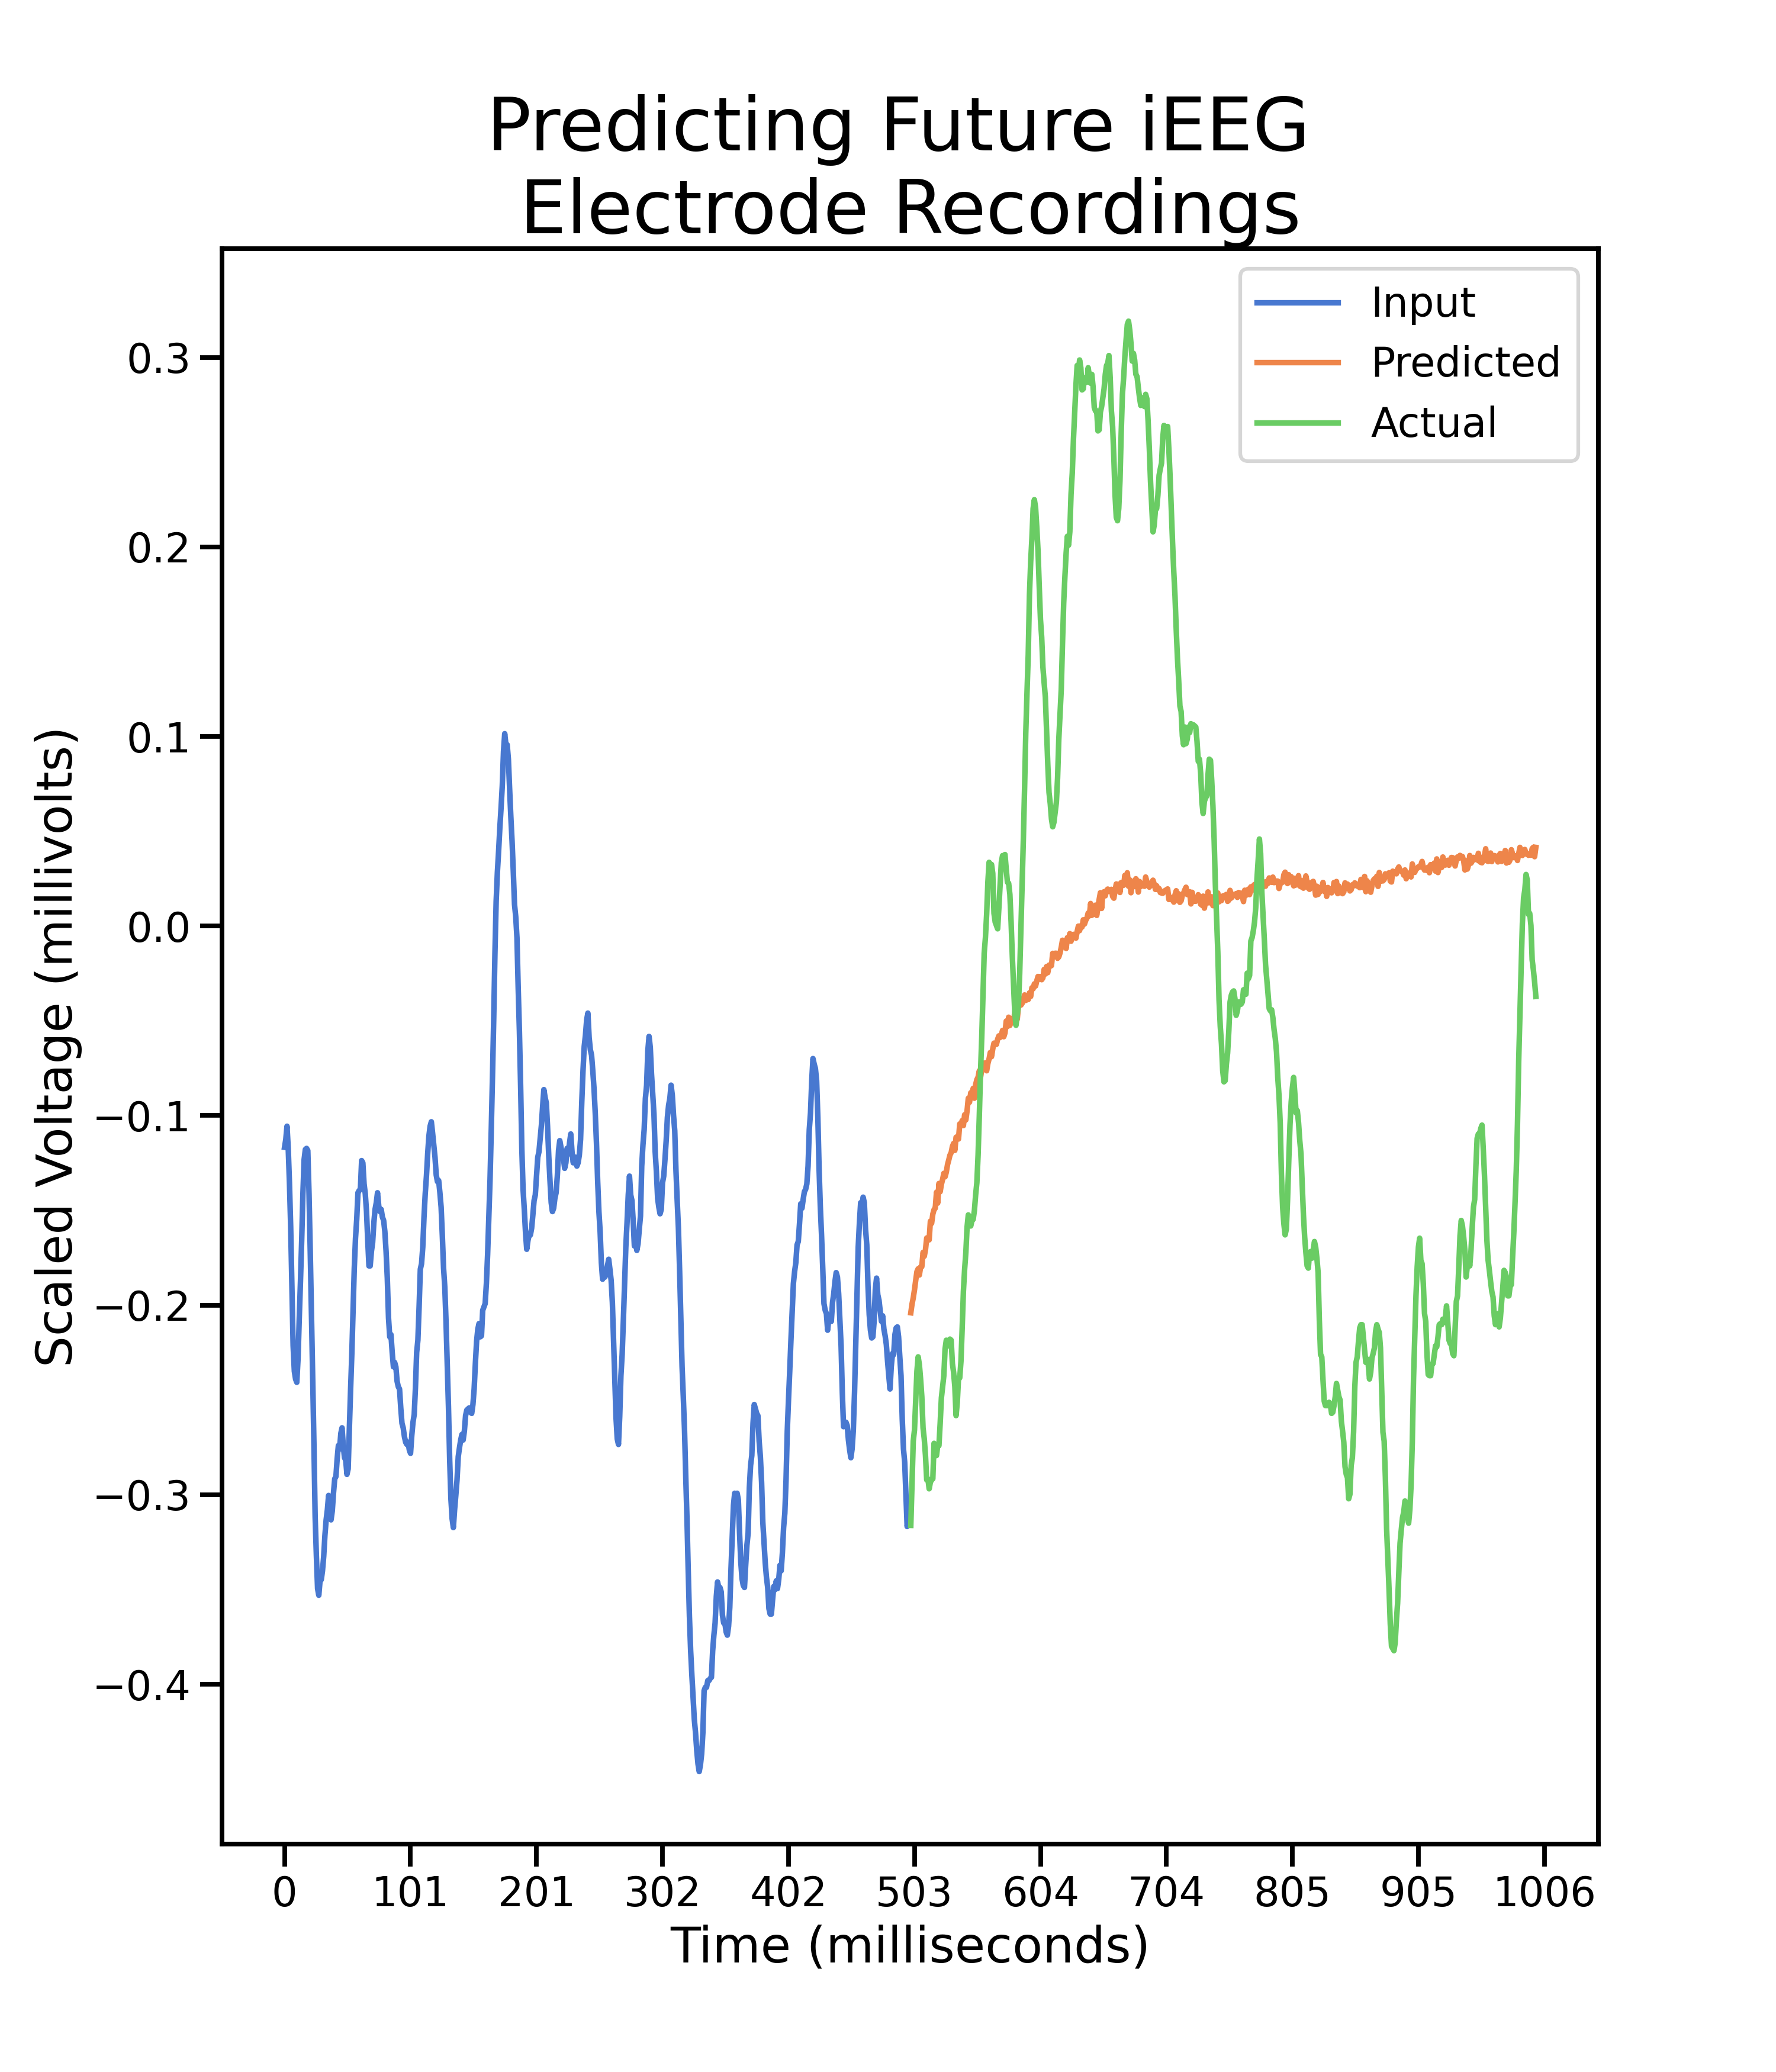 Predicting Future iEEG
Electrode Recordings
Input
Predicted
Actual
Scaled Voltage (millivolts)
0.3
0.2
0.1
0.0
−0.1
−0.2
−0.3
−0.4
0 101 201 302 402 503 604 704 805 905 1006
Time (milliseconds)